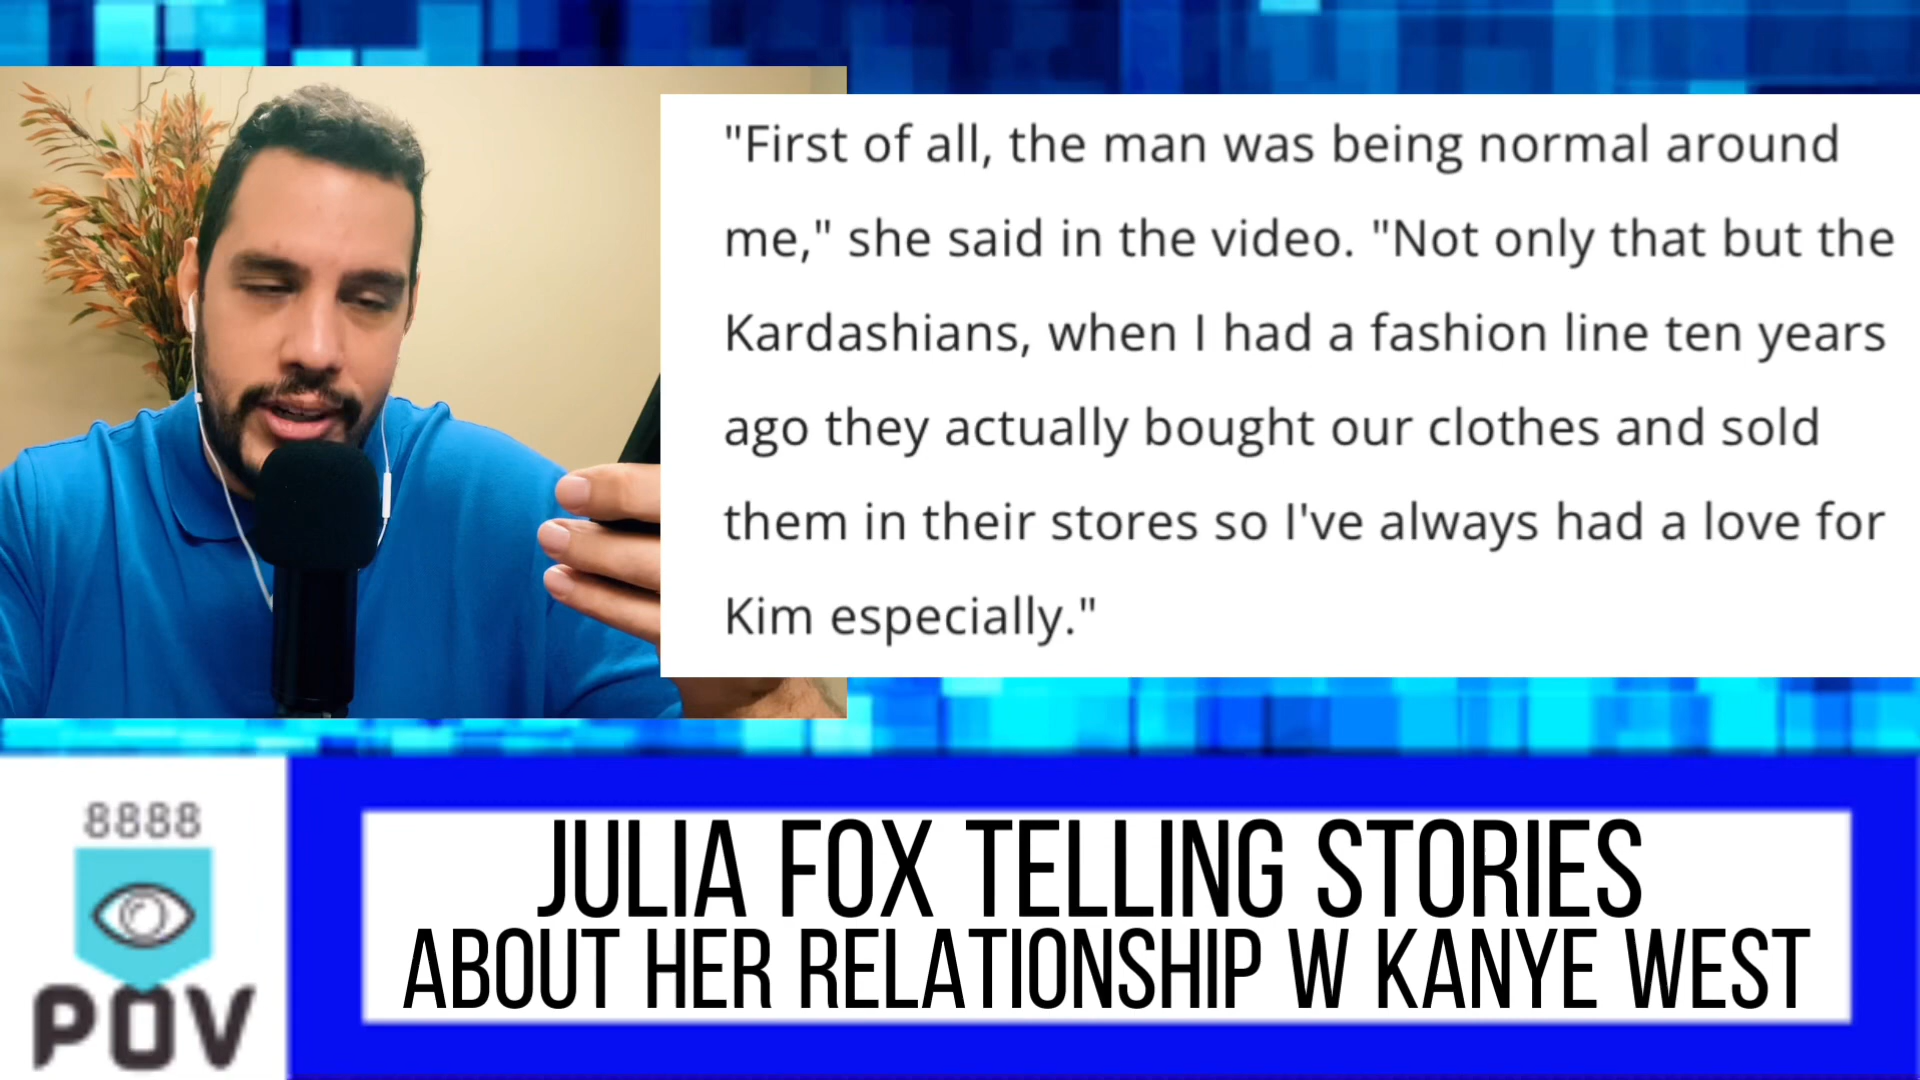 "First of all, the man was being normal around
me," she said in the video. "Not only that but the
Kardashians, when I had a fashion line ten years
ago they actually bought our clothes and sold
them in their stores so I've always had a love for
Kim especially."
8888
POV
JULIA FOX TELLING STORIES
ABOUT HER RELATIONSHIP W KANYE WEST